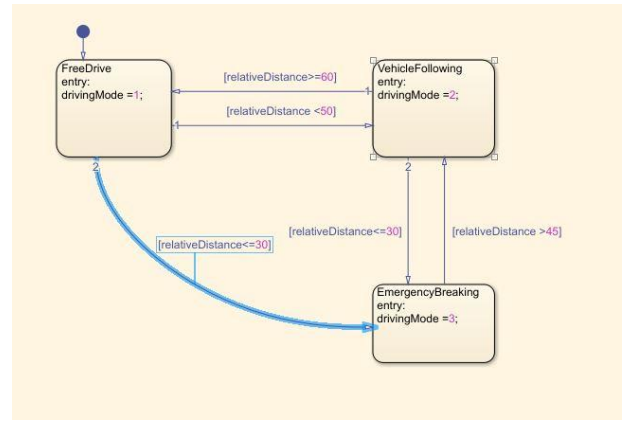 FreeDrive
entry:
drivingMode =1;
[relativeDistance>=60]
1
[relativeDistance <50]
1
VehicleFollowing
entry:
drivingMode =2;
2
2
[relativeDistance<=30]
[relativeDistance<=30]
[relativeDistance >45]
EmergencyBreaking
entry:
drivingMode =3;